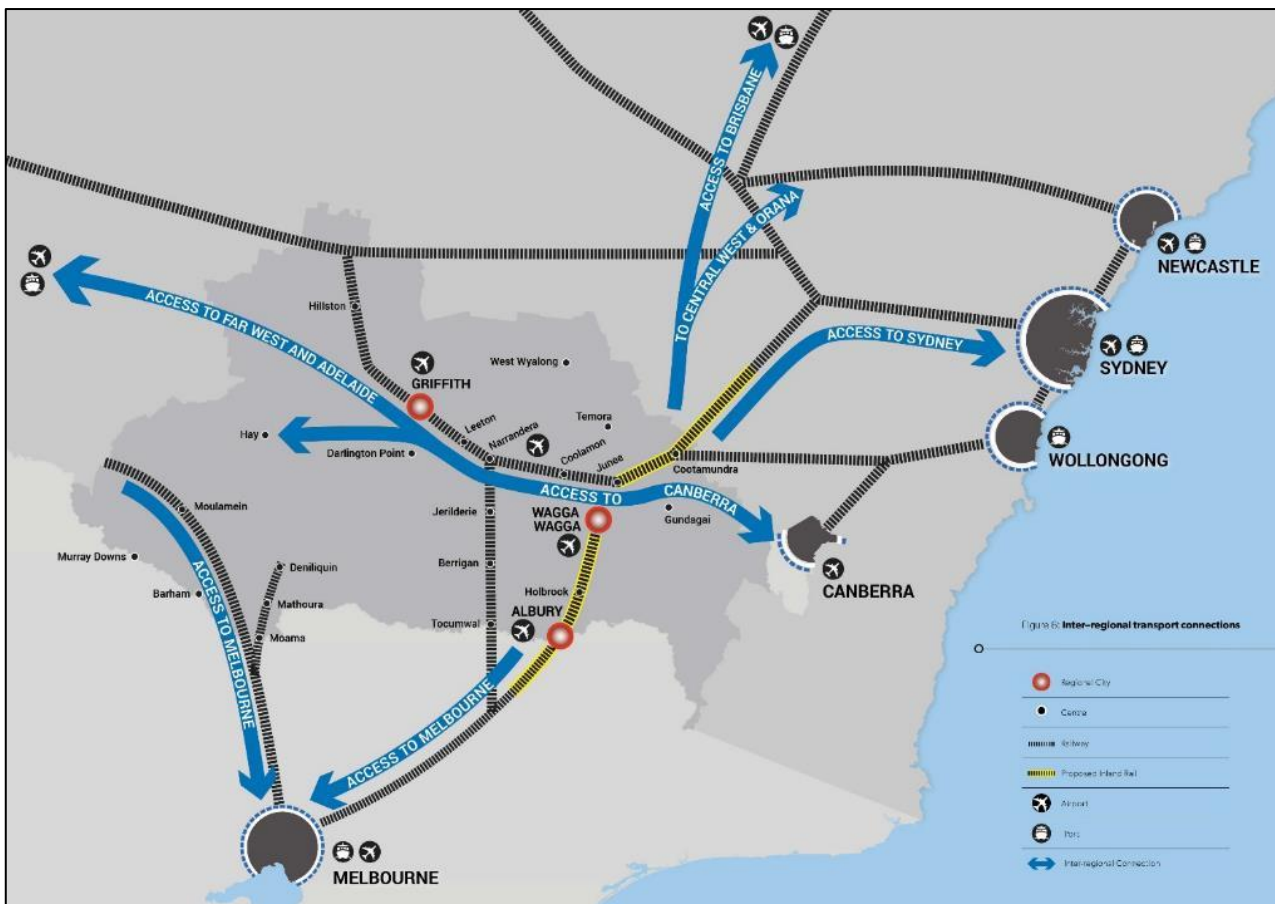 ACCESS TO BRISBANE
TO CENTRAL WEST & ORANA
NEWCASTLE
ACCESS TO FAR WEST AND ADELAIDE
Hillston
ACCESS TO SYDNEY
SYDNEY
West Wyalong
GRIFFITH
Temora
Leeton
Hay
Narrandera
Darlington Point
Coolamon
Junee
Cootamundra
WOLLONGONG
ACCESS TO
CANBERRA
Moulamein
Jerilderie
WAGGA
WAGGA
Gundagai
Murray Downs
Deniliquin
Berrigan
CANBERRA
Barham
Mathoura
Holbrock
ALBURY
Tocumwal
Moama
ACCESS TO MELBOURNE
ACCESS TO MELBOURNE
MELBOURNE
Figure 6: Inter-regional transport connections
Regional City
Centre
Railway
Proposed Inland Rail
Airport
Port
Inter-regional Connection